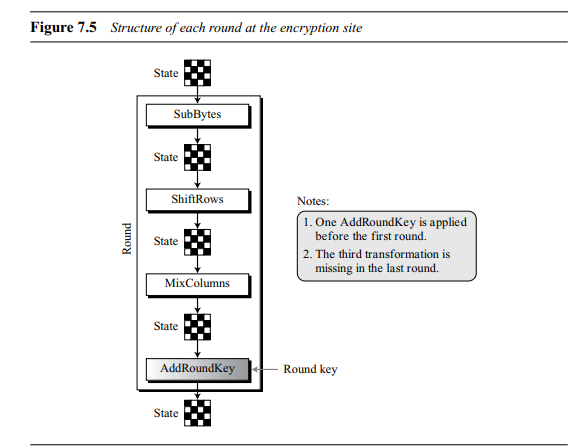 Figure 7.5 Structure of each round at the encryption site
State
SubBytes
State
ShiftRows
State
MixColumns
State
AddRoundKey
Round key
State
Round
Notes:
1. One AddRoundKey is applied
before the first round.
2. The third transformation is
missing in the last round.